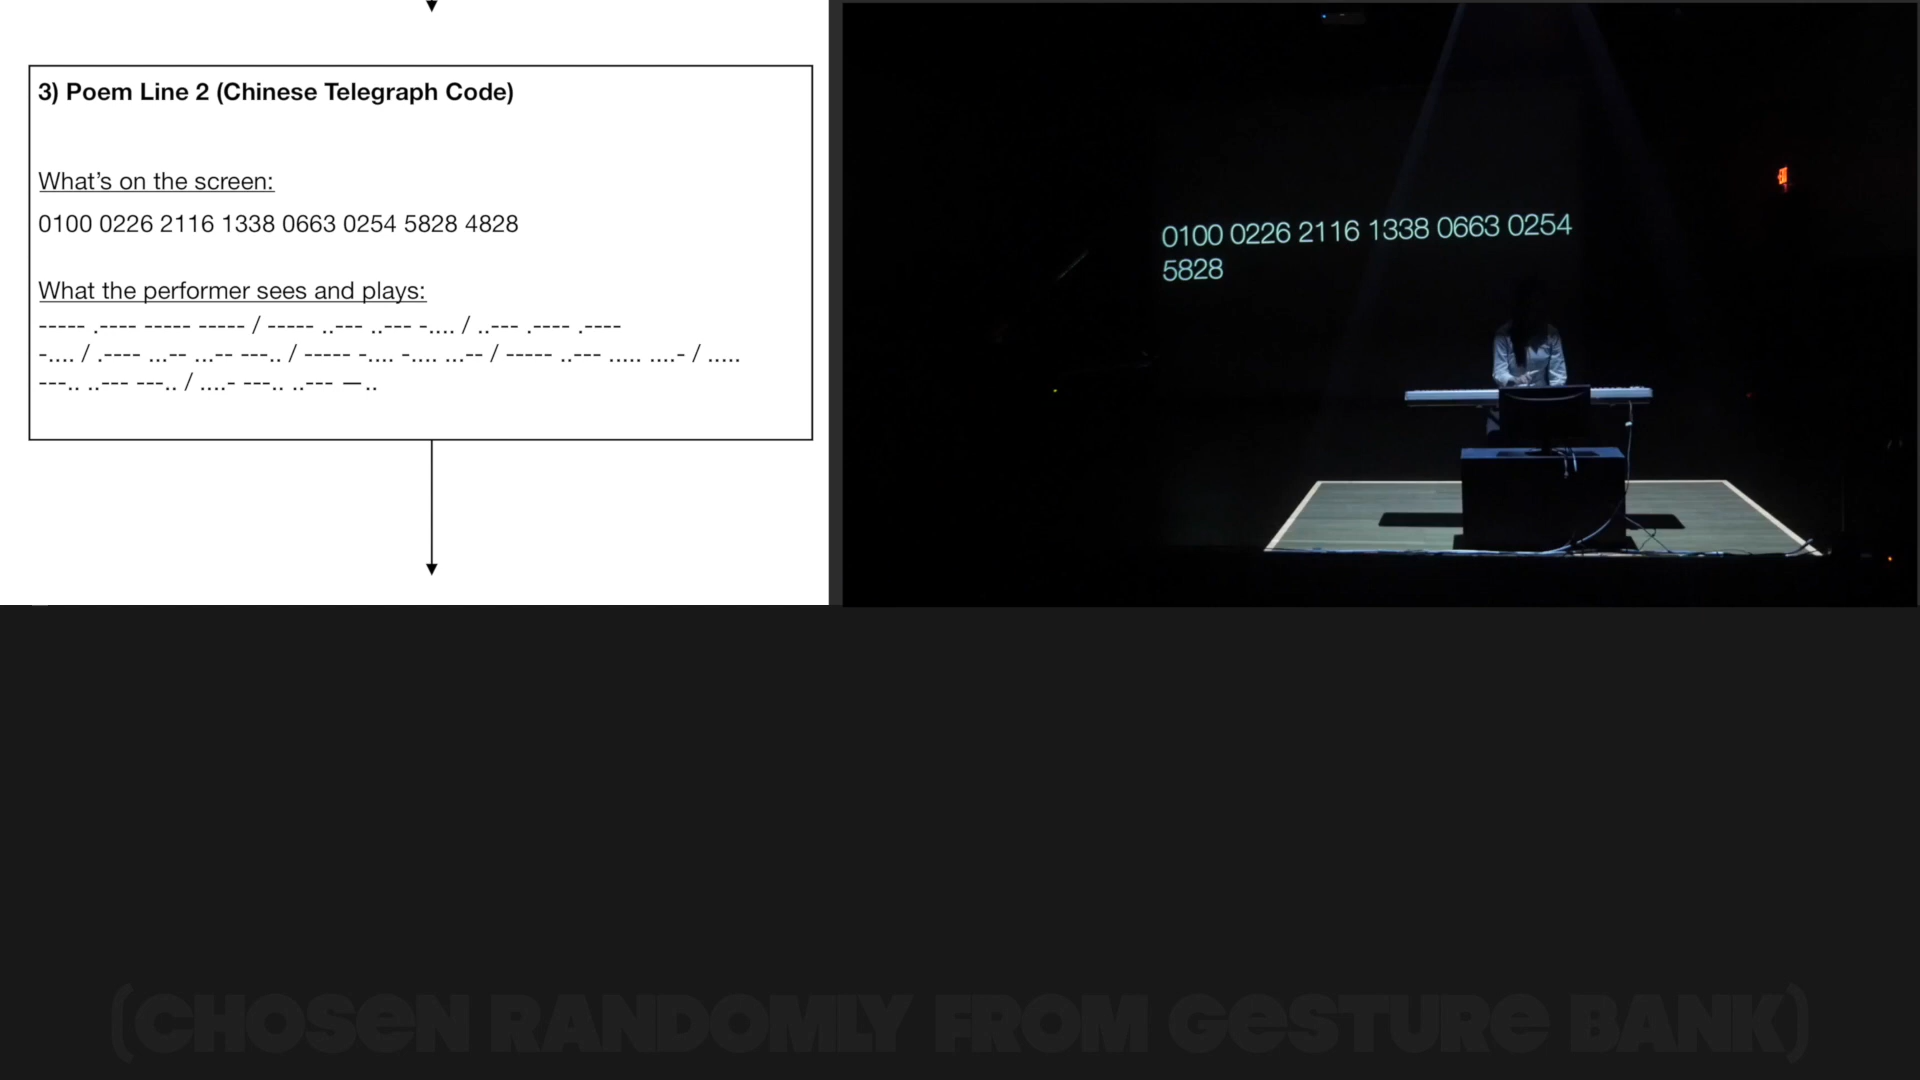 3) Poem Line 2 (Chinese Telegraph Code)
What’s on the screen:
0100 0226 2116 1338 0663 0254 5828 4828
What the performer sees and plays:
----- .---- ----- ----- / ----- ..--- ..--- -.... / ..--- .---- .----
-.... / .---- ...-- ...-- ---.. / ----- -.... -.... ...-- / ----- ..--- ..... ....- / .....
---.. ..--- ---.. / ....- ---.. ..--- —..
0100 0226 2116 1338 0663 0254
5828
(CHOSeN RANDOMLY FROM GeSTURe BANK)